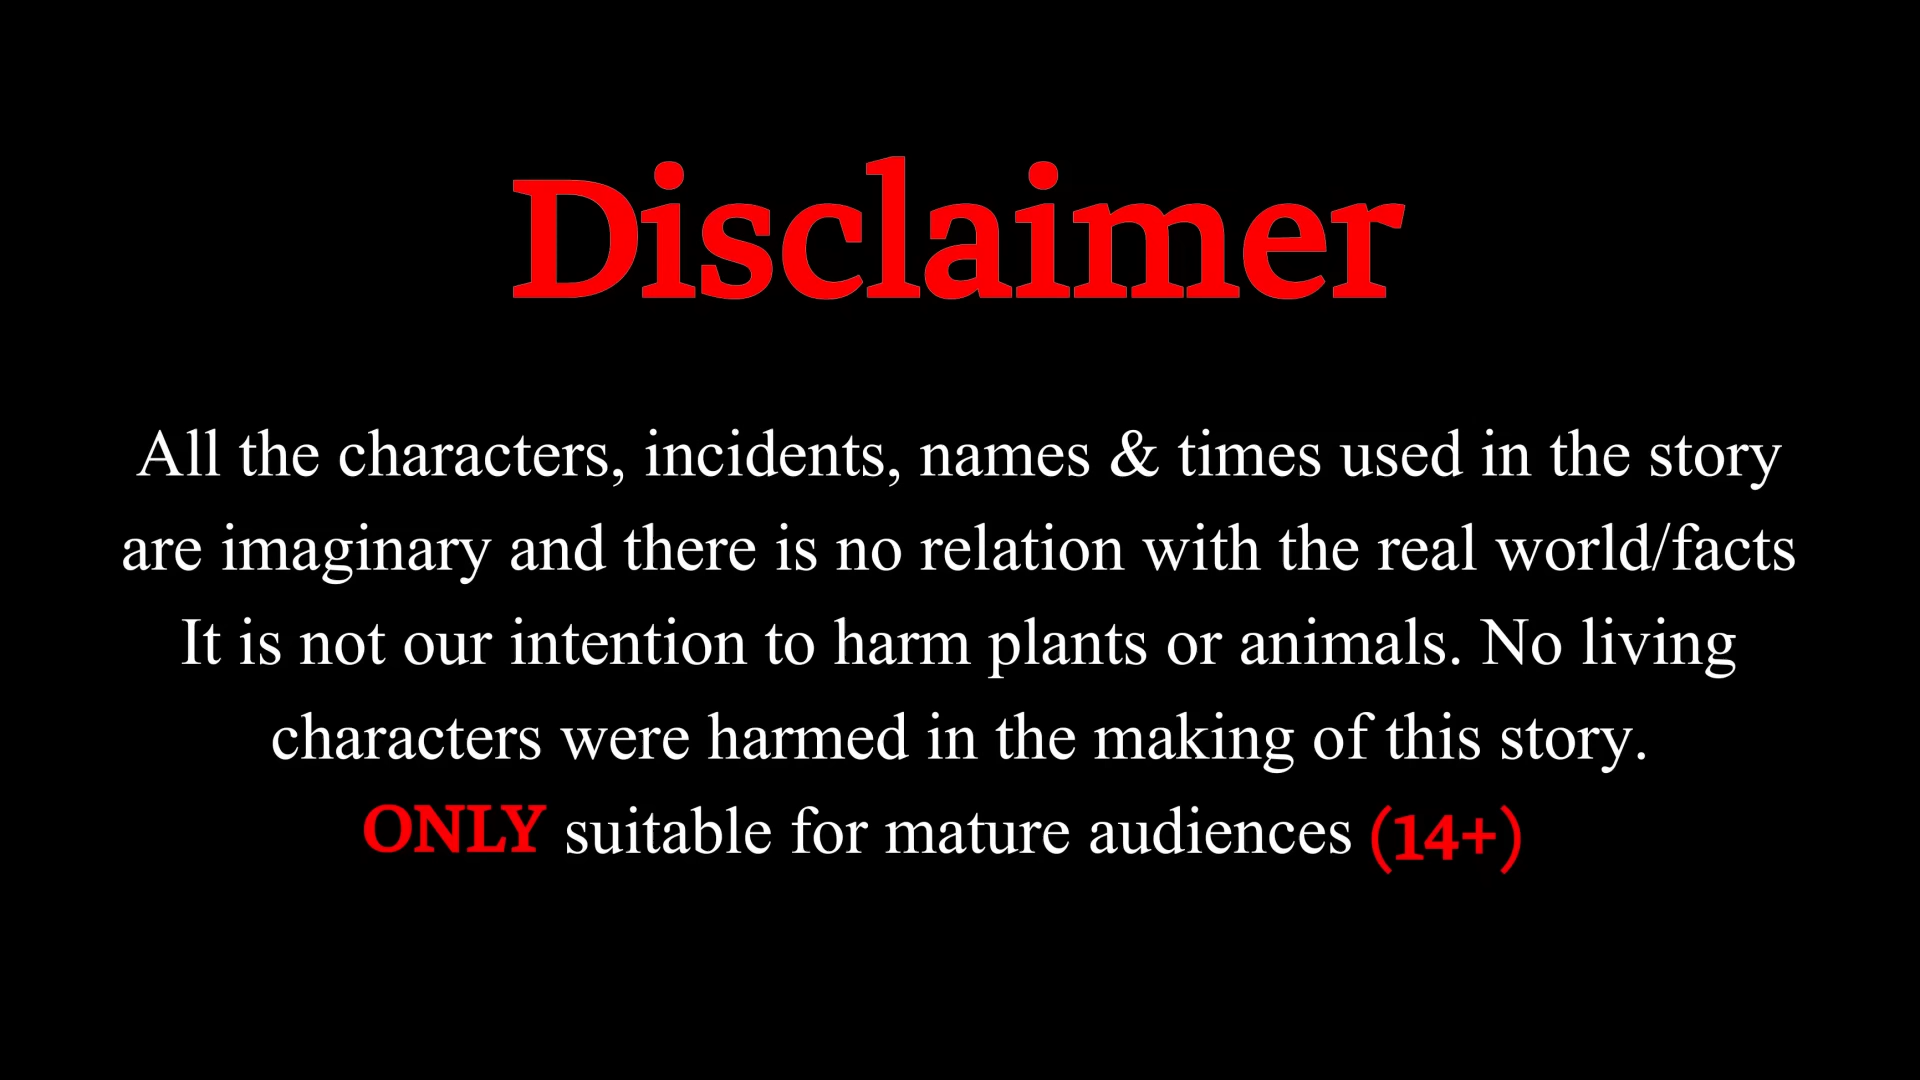 Disclaimer
All the characters, incidents, names & times used in the story
are imaginary and there is no relation with the real world/facts
It is not our intention to harm plants or animals. No living
characters were harmed in the making of this story.
ONLY suitable for mature audiences (14+)